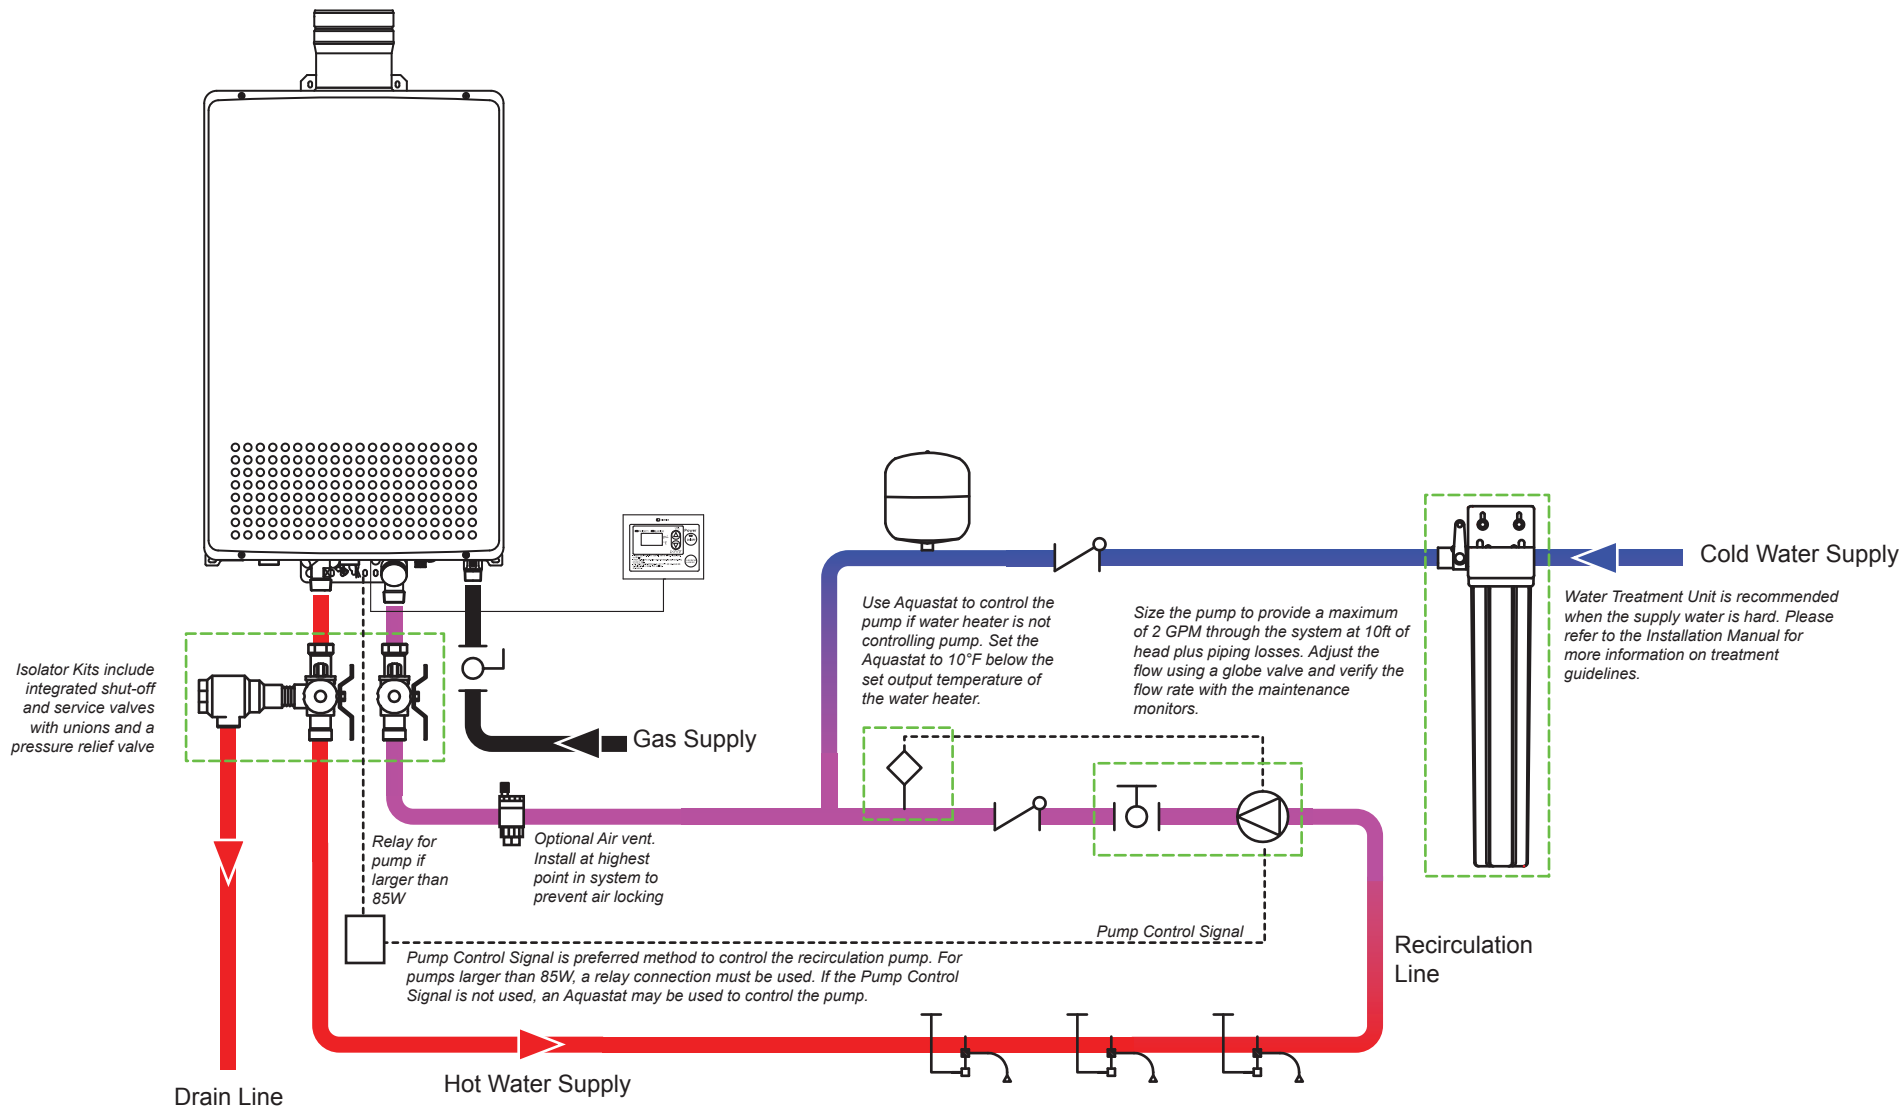 Cold Water Supply
Water Treatment Unit is recommended
when the supply water is hard. Please
refer to the Installation Manual for
more information on treatment
guidelines.
Use Aquastat to control the
pump if water heater is not
controlling pump. Set the
Aquastat to 10°F below the
set output temperature of
the water heater.
Size the pump to provide a maximum
of 2 GPM through the system at 10ft of
head plus piping losses. Adjust the
flow using a globe valve and verify the
flow rate with the maintenance
monitors.
Isolator Kits include
integrated shut-off
and service valves
with unions and a
pressure relief valve
Gas Supply
Relay for
pump if
larger than
85W
Optional Air vent.
Install at highest
point in system to
prevent air locking
Pump Control Signal
Pump Control Signal is preferred method to control the recirculation pump. For
pumps larger than 85W, a relay connection must be used. If the Pump Control
Signal is not used, an Aquastat may be used to control the pump.
Recirculation
Line
Hot Water Supply
Drain Line